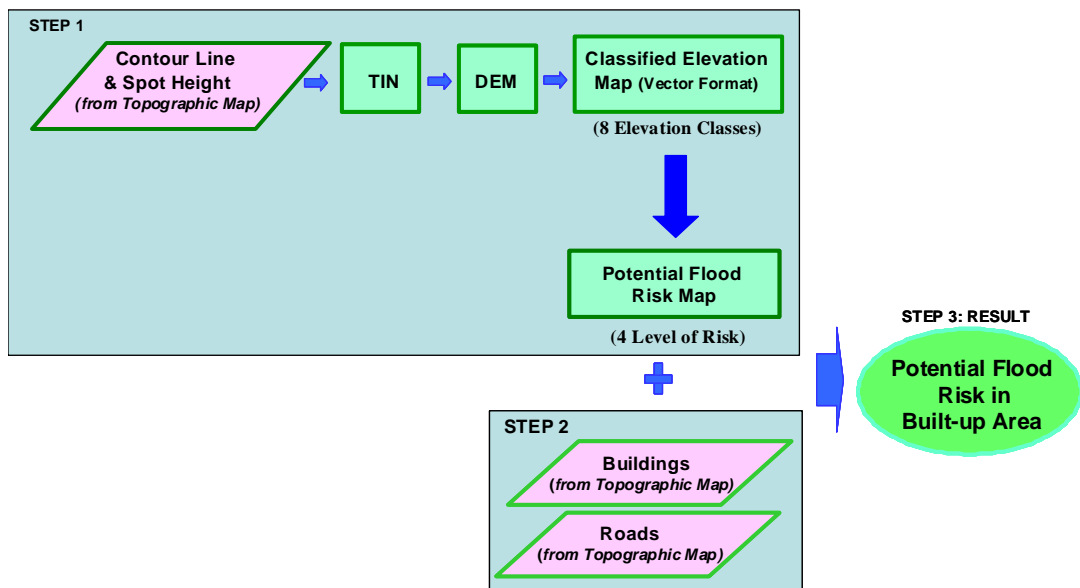 STEP 1
Contour Line
& Spot Height
(from Topographic Map)
TIN
DEM
Classified Elevation
Map (Vector Format)
(8 Elevation Classes)
Potential Flood
Risk Map
(4 Level of Risk)
STEP 2
Buildings
(from Topographic Map)
Roads
(from Topographic Map)
STEP 3: RESULT
Potential Flood
Risk in
Built-up Area